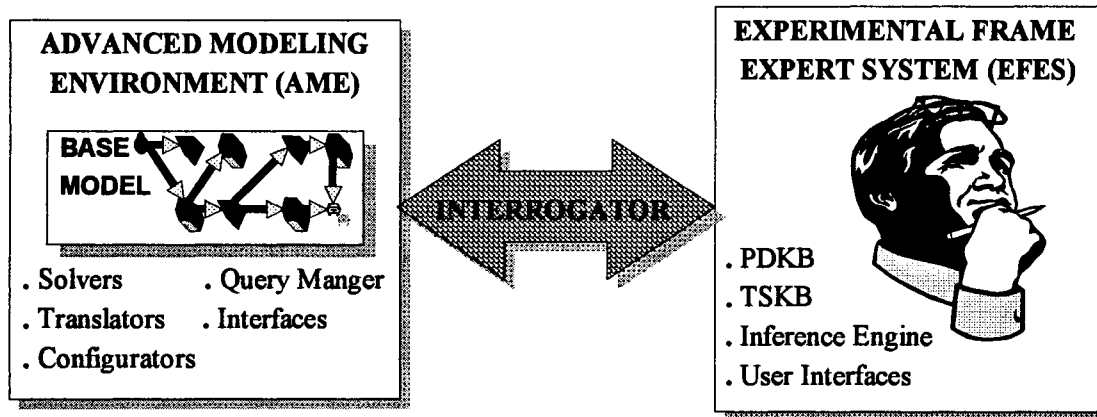 ADVANCED MODELING
ENVIRONMENT (AME)
BASE
MODEL
. Solvers . Query Manger
. Translators . Interfaces
. Configurators
INTERROGATOR
EXPERIMENTAL FRAME
EXPERT SYSTEM (EFES)
. PDKB
. TSKB
. Inference Engine
. User Interfaces